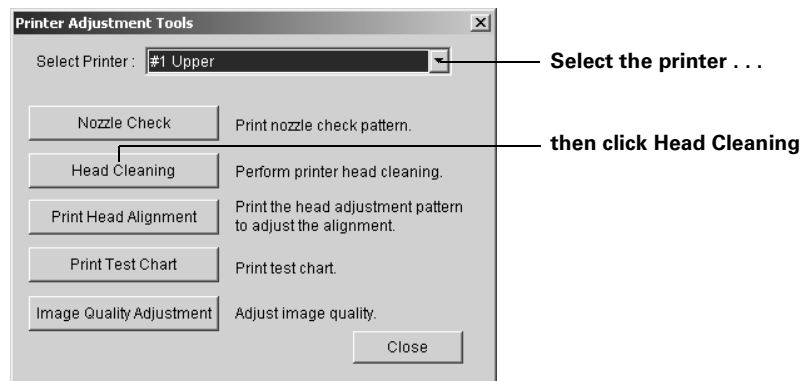 Printer Adjustment Tools
Select Printer : #1 Upper
Select the printer . . .
Nozzle Check Print nozzle check pattern.
then click Head Cleaning
Head Cleaning Perform printer head cleaning.
Print Head Alignment Print the head adjustment pattern
to adjust the alignment.
Print Test Chart Print test chart.
Image Quality Adjustment Adjust image quality.
Close